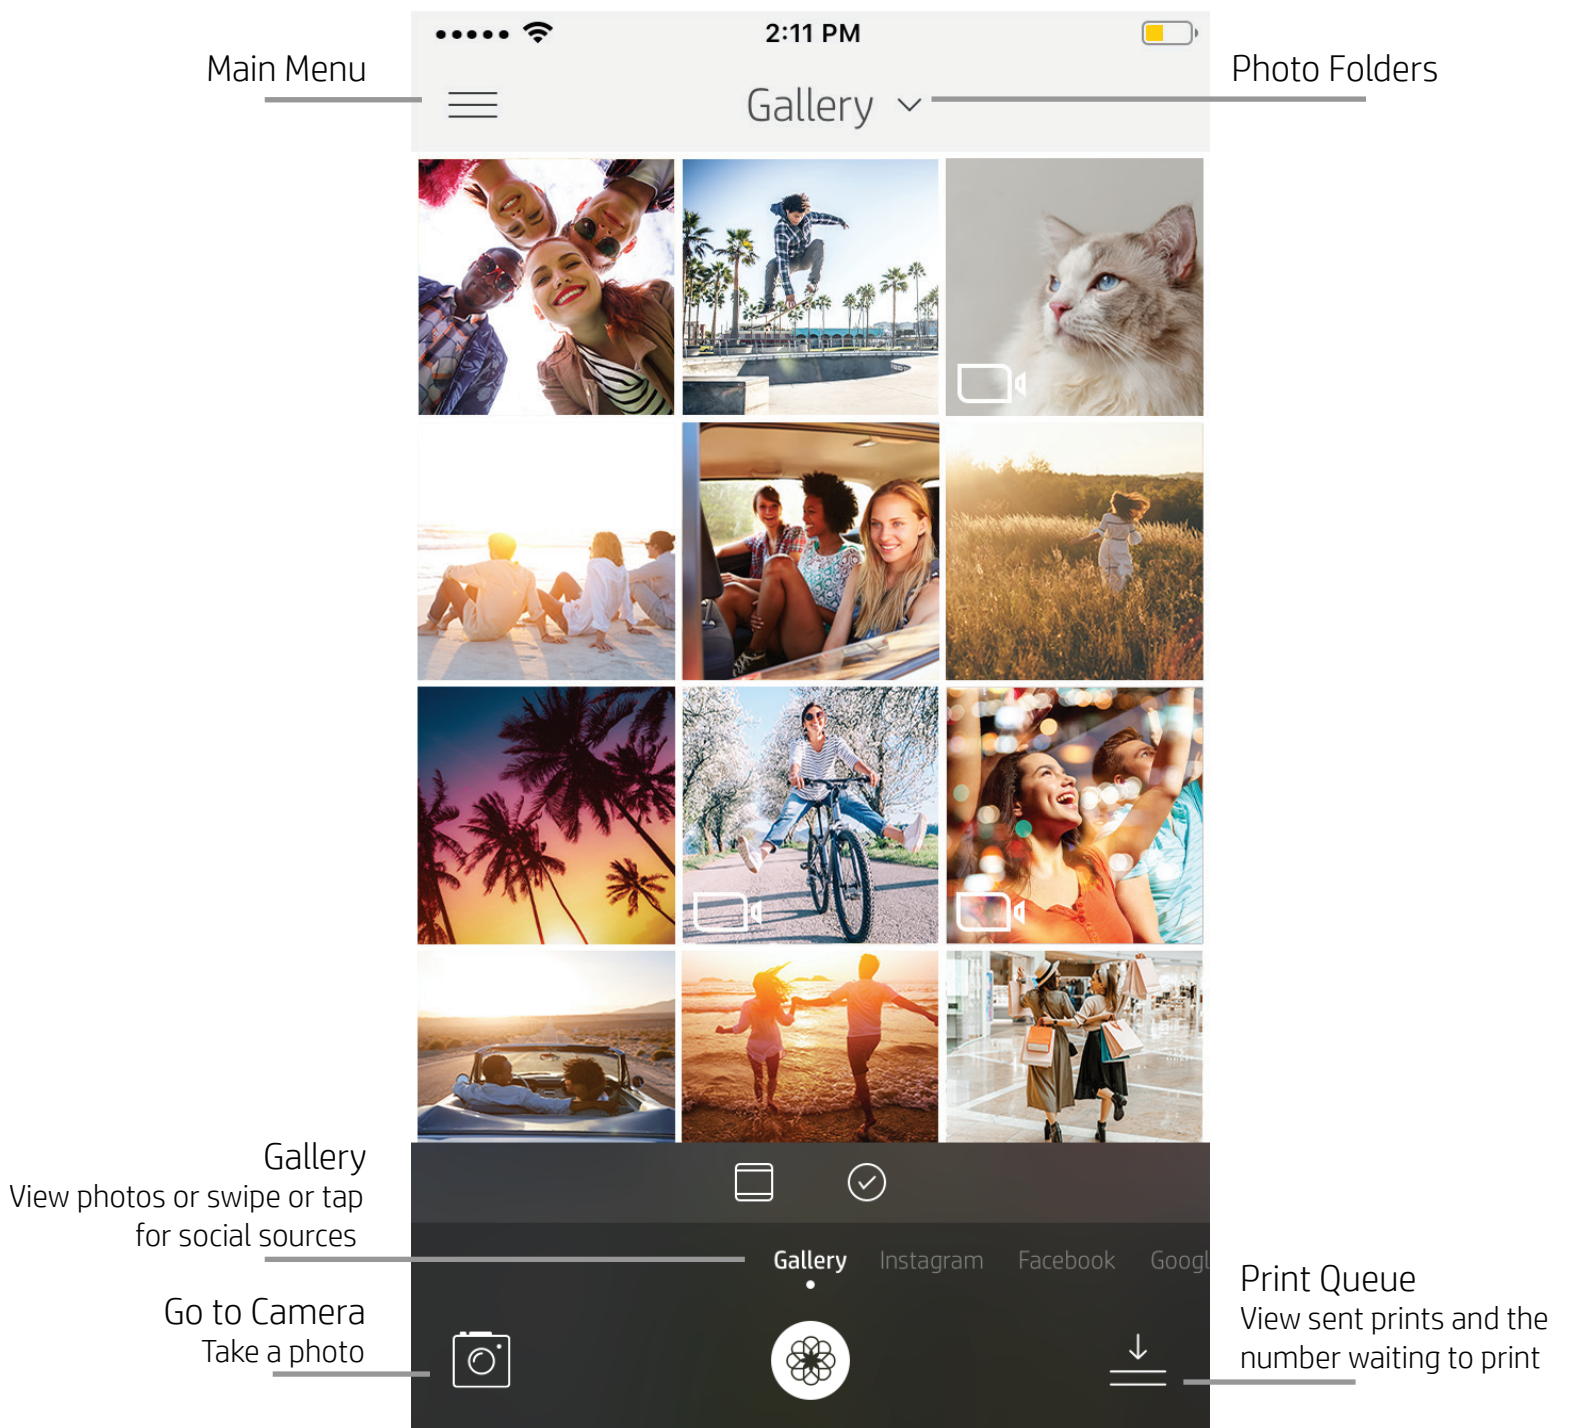 2:11 PM
Main Menu
Photo Folders
Gallery
Gallery
View photos or swipe or tap
for social sources
Gallery Instagram Facebook Googl
Go to Camera
Take a photo
Print Queue
View sent prints and the
number waiting to print